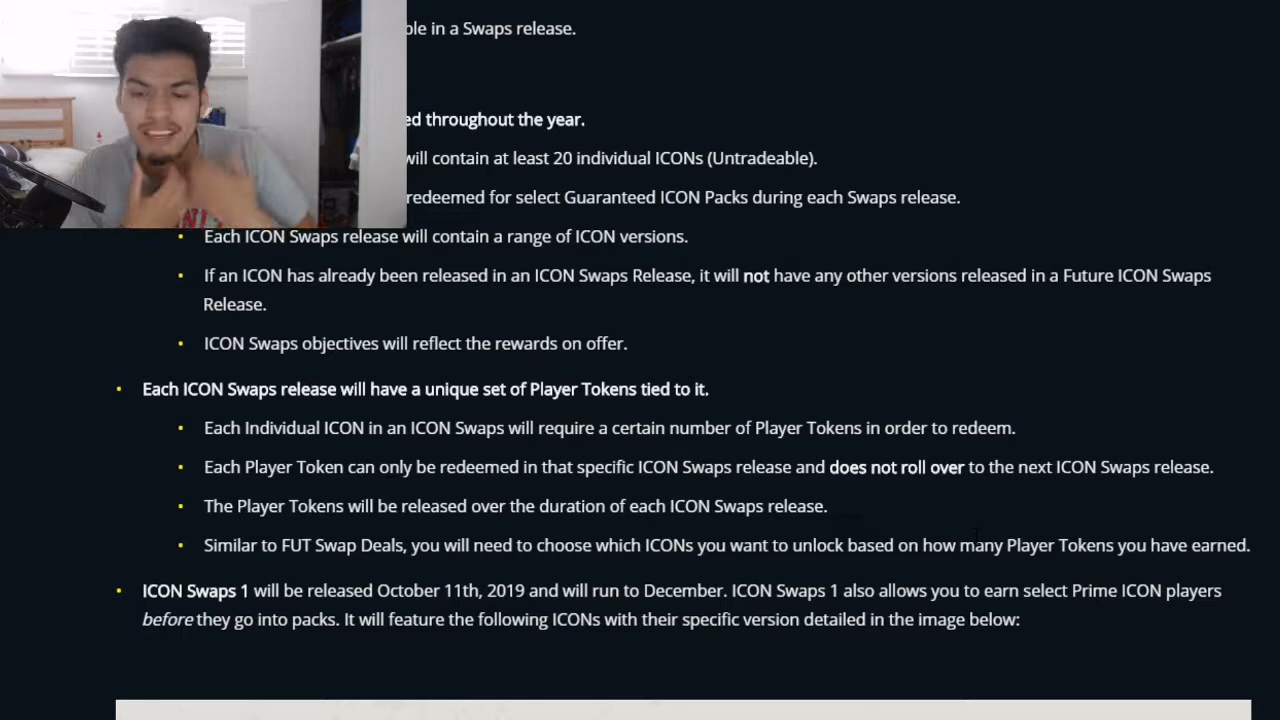 ble in a Swaps release.
ed throughout the year.
will contain at least 20 individual ICONs (Untradeable).
redeemed for select Guaranteed ICON Packs during each Swaps release.
• Each ICON Swaps release will contain a range of ICON versions.
• If an ICON has already been released in an ICON Swaps Release, it will not have any other versions released in a Future ICON Swaps
Release.
• ICON Swaps objectives will reflect the rewards on offer.
• Each ICON Swaps release will have a unique set of Player Tokens tied to it.
• Each Individual ICON in an ICON Swaps will require a certain number of Player Tokens in order to redeem.
• Each Player Token can only be redeemed in that specific ICON Swaps release and does not roll over to the next ICON Swaps release.
• The Player Tokens will be released over the duration of each ICON Swaps release.
• Similar to FUT Swap Deals, you will need to choose which ICONs you want to unlock based on how many Player Tokens you have earned.
• ICON Swaps 1 will be released October 11th, 2019 and will run to December. ICON Swaps 1 also allows you to earn select Prime ICON players
before they go into packs. It will feature the following ICONs with their specific version detailed in the image below: